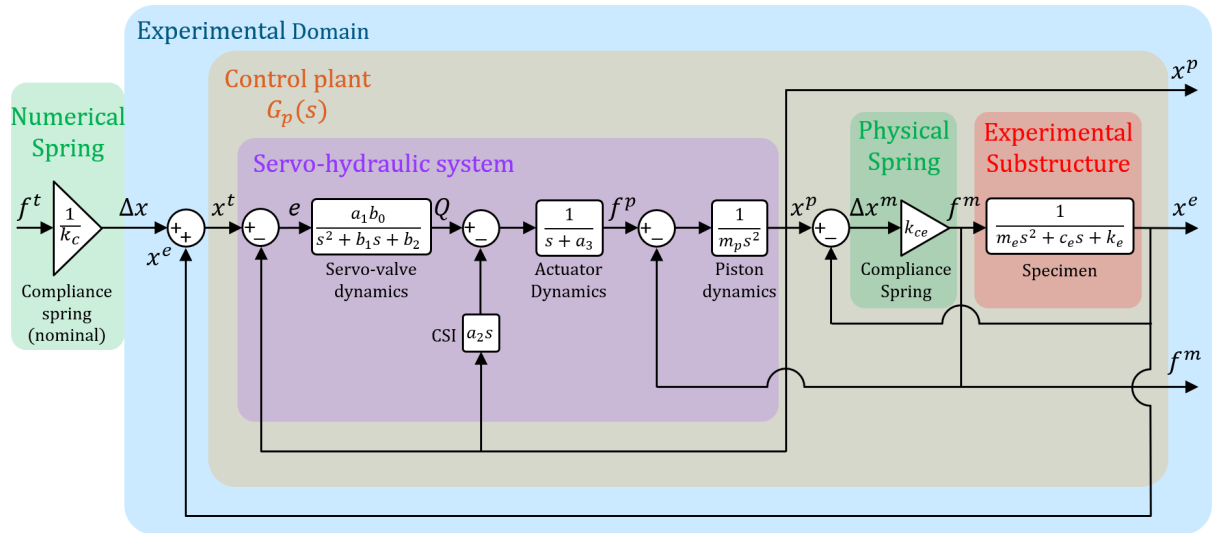 Experimental Domain
Control plant
G_p(s)
x^p
Numerical
Spring
Physical
Spring
Experimental
Substructure
Servo-hydraulic system
f^t
1
k_c
Δx
+
+
x^e
x^t
+
−
e
a_1b_0
s^2 + b_1s + b_2
Q
+
−
1
s + a_3
f^p
+
−
1
m_ps^2
x^p
+
−
Δx^m
k_ce
f^m
1
m_es^2 + c_es + k_e
x^e
Compliance
spring
(nominal)
Servo-valve
dynamics
Actuator
Dynamics
Piston
dynamics
Compliance
Spring
Specimen
CSI
a_2s
f^m